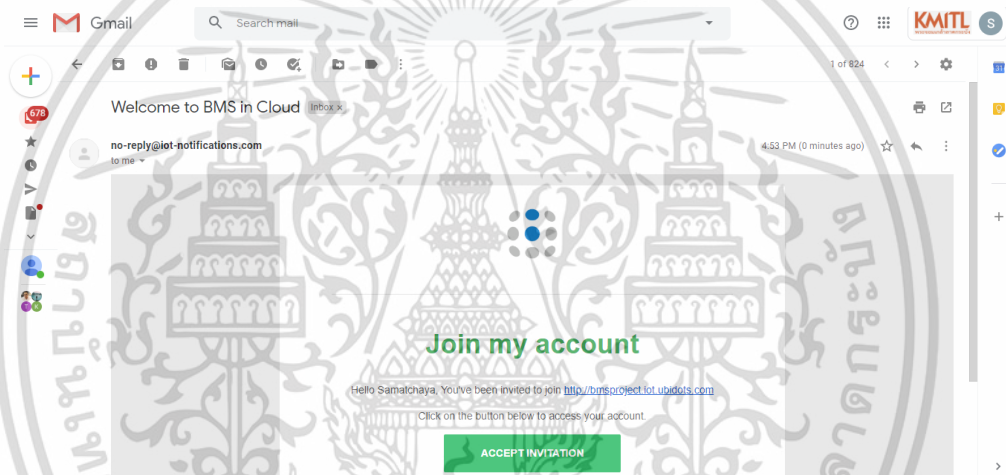 Gmail
Search mail
KMITL
S
1 of 824
678
Welcome to BMS in Cloud Inbox x
31
no-reply@iot-notifications.com
4:53 PM (0 minutes ago)
to me
Join my account
Hello Samatchaya, You've been invited to join http://bmsproject.iot.ubidots.com
Click on the button below to access your account.
ACCEPT INVITATION